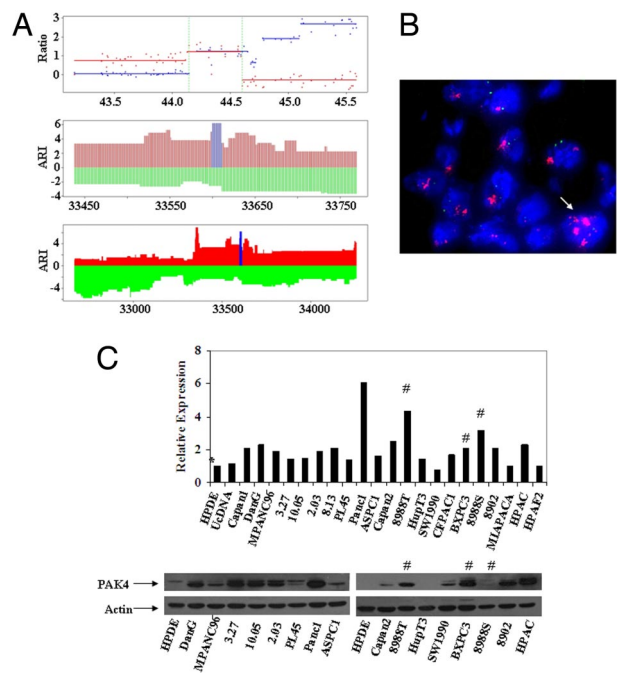 A
B
Ratio
3
2
1
0
43.5 44.0 44.5 45.0 45.5
ARI
6
4
2
0
-2
-4
33450 33550 33650 33760
ARI
4
0
-4
33000 33500 34000
C
Relative Expression
8
6
4
2
0
*
#
#
#
HPDE
UcDNA
Capan1
DanG
MPANC96
3.27
10.05
2.03
8.13
PL45
Panc1
ASPC1
Capan2
8988T
HupT3
SW1990
CFPAC1
BXPC3
8988S
8902
MIAPACA
HPAC
HPAF2
# # #
PAK4
Actin
HPDE
DanG
MPANC96
3.27
10.05
2.03
PL45
Panc1
ASPC1
HPDE
Capan2
8988T
HupT3
SW1990
BXPC3
8988S
8902
HPAC